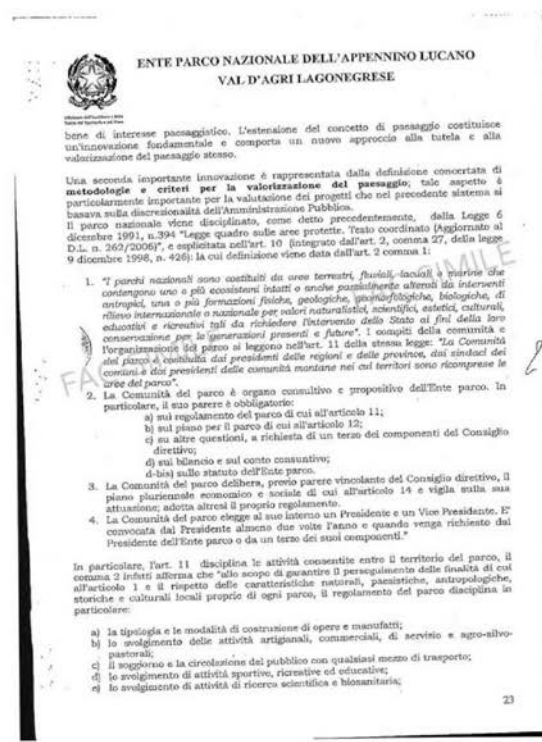 ENTE PARCO NAZIONALE DELL'APPENNINO LUCANO
VAL D'AGRI LAGONEGRESE
bene di interesse paesaggistico. L'estensione del concetto di paesaggio costituisce
un'innovazione fondamentale e comporta un nuovo approccio alla tutela e alla
valorizzazione del paesaggio stesso.
Una seconda importante innovazione è rappresentata dalla definizione concertata di
metodologie e criteri per la valorizzazione del paesaggio; tale aspetto è
particolarmente importante per la valutazione dei progetti che nel precedente sistema si
basava sulla discrezionalità dell'Amministrazione Pubblica.
Il parco nazionale viene disciplinato, come detto precedentemente, dalla Legge 6
dicembre 1991, n.394 "Legge quadro sulle aree protette. Testo coordinato (Aggiornato al
D.L. n. 262/2006)", e esplicitata nell'art. 10 (integrato dall'art. 2, comma 27, della legge
9 dicembre 1998, n. 426): la cui definizione viene data dall'art. 2 comma 1:
1. "I parchi nazionali sono costituiti da aree terrestri, fluviali, lacuali o marine che
contengono uno o più ecosistemi intatti o anche parzialmente alterati da interventi
antropici, una o più formazioni fisiche, geologiche, geomorfologiche, biologiche, di
rilievo internazionale o nazionale per valori naturalistici, scientifici, estetici, culturali,
educativi e ricreativi tali da richiedere l'intervento dello Stato ai fini della loro
conservazione per le generazioni presenti e future". I compiti della comunità e
l'organizzazione del parco si leggono nell'art. 11 della stessa legge: "La Comunità
del parco è costituita dai presidenti delle regioni e delle province, dai sindaci dei
comuni e dai presidenti delle comunità montane nei cui territori sono ricomprese le
aree del parco".
2. La Comunità del parco è organo consultivo e propositivo dell'Ente parco. In
particolare, il suo parere è obbligatorio:
a) sul regolamento del parco di cui all'articolo 11;
b) sul piano per il parco di cui all'articolo 12;
c) su altre questioni, a richiesta di un terzo dei componenti del Consiglio
direttivo;
d) sul bilancio e sul conto consuntivo;
d-bis) sullo statuto dell'Ente parco.
3. La Comunità del parco delibera, previo parere vincolante del Consiglio direttivo, il
piano pluriennale economico e sociale di cui all'articolo 14 e vigila sulla sua
attuazione; adotta altresì il proprio regolamento.
4. La Comunità del parco elegge al suo interno un Presidente e un Vice Presidente. E'
convocata dal Presidente almeno due volte l'anno e quando venga richiesto dal
Presidente dell'Ente parco o da un terzo dei suoi componenti."
In particolare, l'art. 11 disciplina le attività consentite entro il territorio del parco, il
comma 2 infatti afferma che "allo scopo di garantire il perseguimento delle finalità di cui
all'articolo 1 e il rispetto delle caratteristiche naturali, paesistiche, antropologiche,
storiche e culturali locali proprie di ogni parco, il regolamento del parco disciplina in
particolare:
a) la tipologia e le modalità di costruzione di opere e manufatti;
b) lo svolgimento delle attività artigianali, commerciali, di servizio e agro-silvo-
pastorali;
c) il soggiorno e la circolazione del pubblico con qualsiasi mezzo di trasporto;
d) lo svolgimento di attività sportive, ricreative ed educative;
e) lo svolgimento di attività di ricerca scientifica e biosanitaria;
23